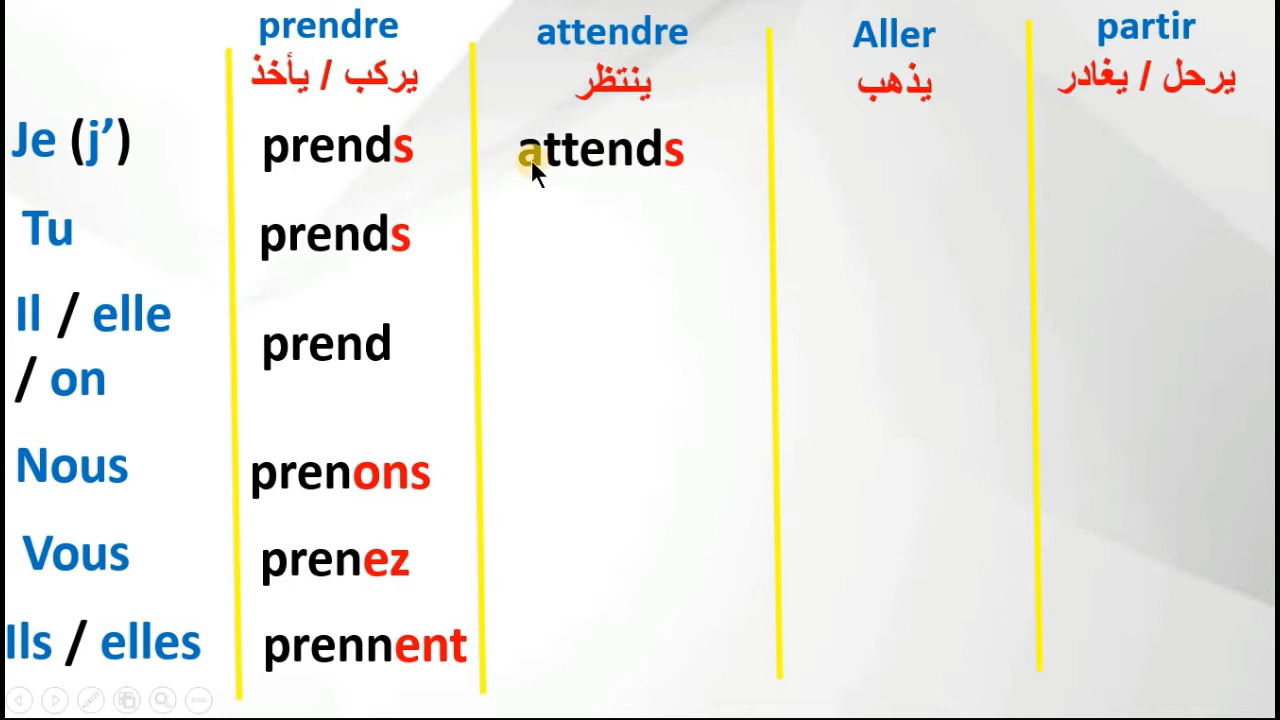 prendre attendre Aller partir
يركب / يأخذ ينتظر يذهب يرحل / يغادر
Je (j’) prends attends
Tu prends
Il / elle
/ on prend
Nous prenons
Vous prenez
Ils / elles prennent